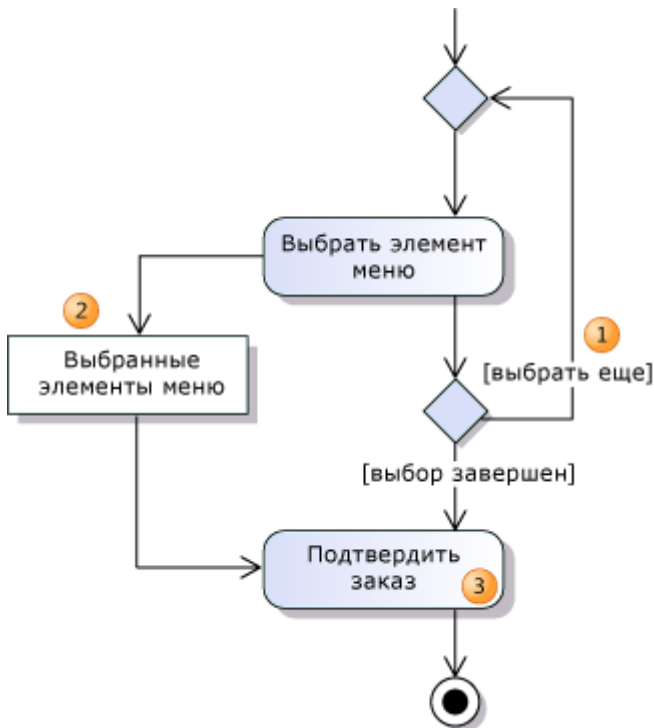 Выбрать элемент
меню
2
1
Выбранные
элементы меню
[выбрать еще]
[выбор завершен]
Подтвердить
заказ
3